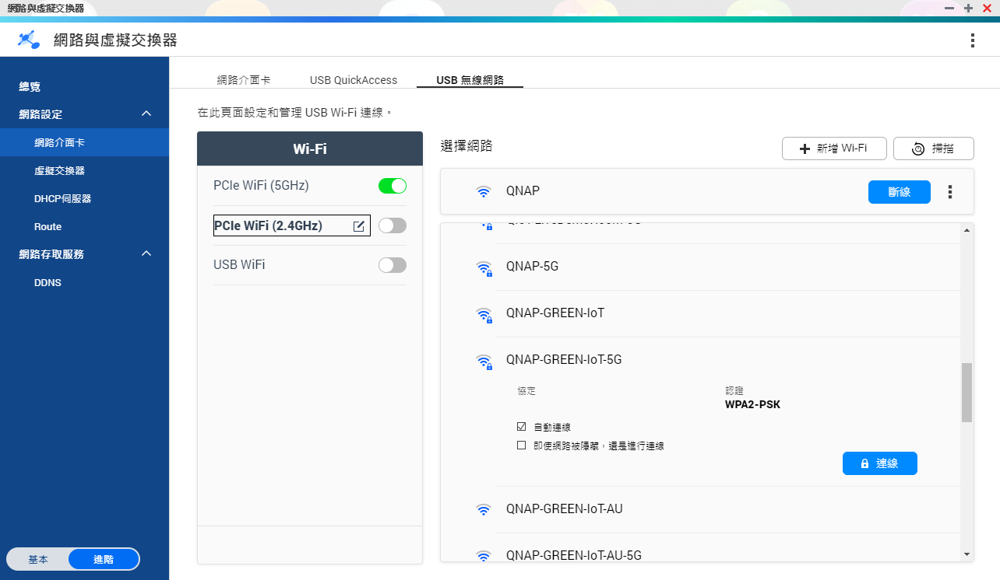 網路與虛擬交換器
網路與虛擬交換器
總覽
網路設定
網路介面卡
虛擬交換器
DHCP伺服器
Route
網路存取服務
DDNS
基本
進階
網路介面卡
USB QuickAccess
USB 無線網路
在此頁面設定和管理 USB Wi-Fi 連線。
Wi-Fi
PCIe WiFi (5GHz)
PCIe WiFi (2.4GHz)
USB WiFi
選擇網路
新增 Wi-Fi
掃描
QNAP
斷線
QNAP-5G
QNAP-GREEN-IoT
QNAP-GREEN-IoT-5G
協定
認證
WPA2-PSK
自動連線
即使網路被隱藏，還是進行連線
連線
QNAP-GREEN-IoT-AU
QNAP-GREEN-IoT-AU-5G